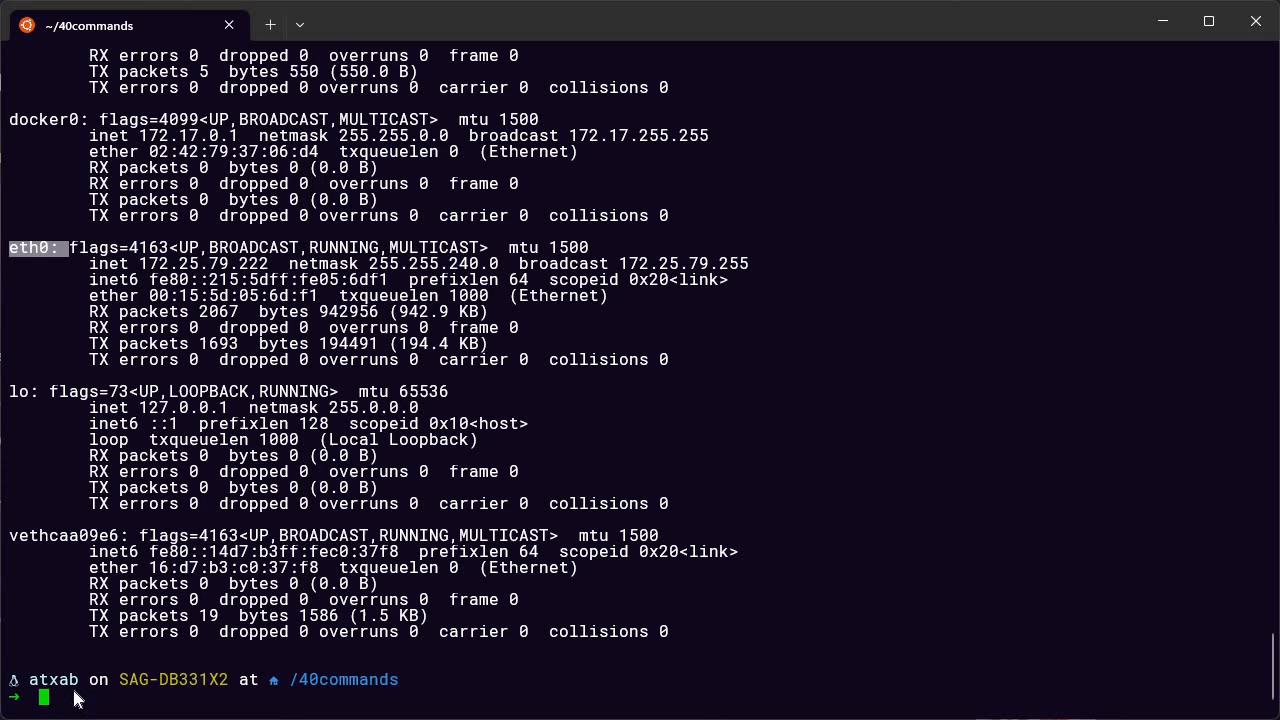 ~/40commands
RX errors 0  dropped 0  overruns 0  frame 0
TX packets 5  bytes 550 (550.0 B)
TX errors 0  dropped 0 overruns 0  carrier 0  collisions 0
docker0: flags=4099<UP,BROADCAST,MULTICAST>  mtu 1500
inet 172.17.0.1  netmask 255.255.0.0  broadcast 172.17.255.255
ether 02:42:79:37:06:d4  txqueuelen 0  (Ethernet)
RX packets 0  bytes 0 (0.0 B)
RX errors 0  dropped 0  overruns 0  frame 0
TX packets 0  bytes 0 (0.0 B)
TX errors 0  dropped 0 overruns 0  carrier 0  collisions 0
eth0: flags=4163<UP,BROADCAST,RUNNING,MULTICAST>  mtu 1500
inet 172.25.79.222  netmask 255.255.240.0  broadcast 172.25.79.255
inet6 fe80::215:5dff:fe05:6df1  prefixlen 64  scopeid 0x20<link>
ether 00:15:5d:05:6d:f1  txqueuelen 1000  (Ethernet)
RX packets 2067  bytes 942956 (942.9 KB)
RX errors 0  dropped 0  overruns 0  frame 0
TX packets 1693  bytes 194491 (194.4 KB)
TX errors 0  dropped 0 overruns 0  carrier 0  collisions 0
lo: flags=73<UP,LOOPBACK,RUNNING>  mtu 65536
inet 127.0.0.1  netmask 255.0.0.0
inet6 ::1  prefixlen 128  scopeid 0x10<host>
loop  txqueuelen 1000  (Local Loopback)
RX packets 0  bytes 0 (0.0 B)
RX errors 0  dropped 0  overruns 0  frame 0
TX packets 0  bytes 0 (0.0 B)
TX errors 0  dropped 0 overruns 0  carrier 0  collisions 0
vethcaa09e6: flags=4163<UP,BROADCAST,RUNNING,MULTICAST>  mtu 1500
inet6 fe80::14d7:b3ff:fec0:37f8  prefixlen 64  scopeid 0x20<link>
ether 16:d7:b3:c0:37:f8  txqueuelen 0  (Ethernet)
RX packets 0  bytes 0 (0.0 B)
RX errors 0  dropped 0  overruns 0  frame 0
TX packets 19  bytes 1586 (1.5 KB)
TX errors 0  dropped 0 overruns 0  carrier 0  collisions 0
atxab on SAG-DB331X2 at /40commands
→